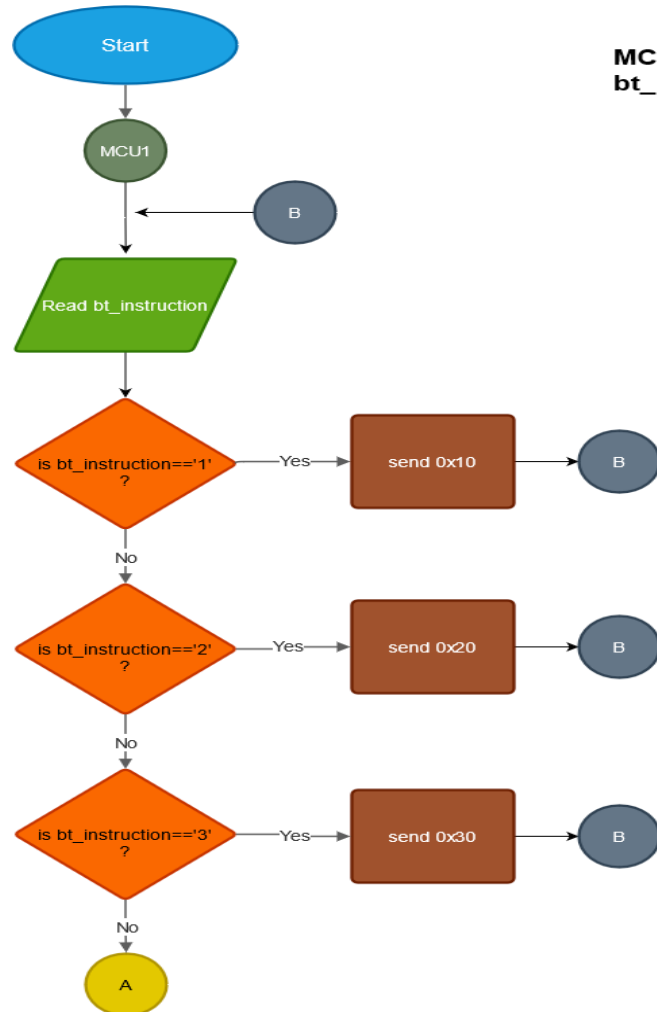 Start
MC
bt_
MCU1
B
Read bt_instruction
is bt_instruction=='1'
?
Yes
send 0x10
B
No
is bt_instruction=='2'
?
Yes
send 0x20
B
No
is bt_instruction=='3'
?
Yes
send 0x30
B
No
A